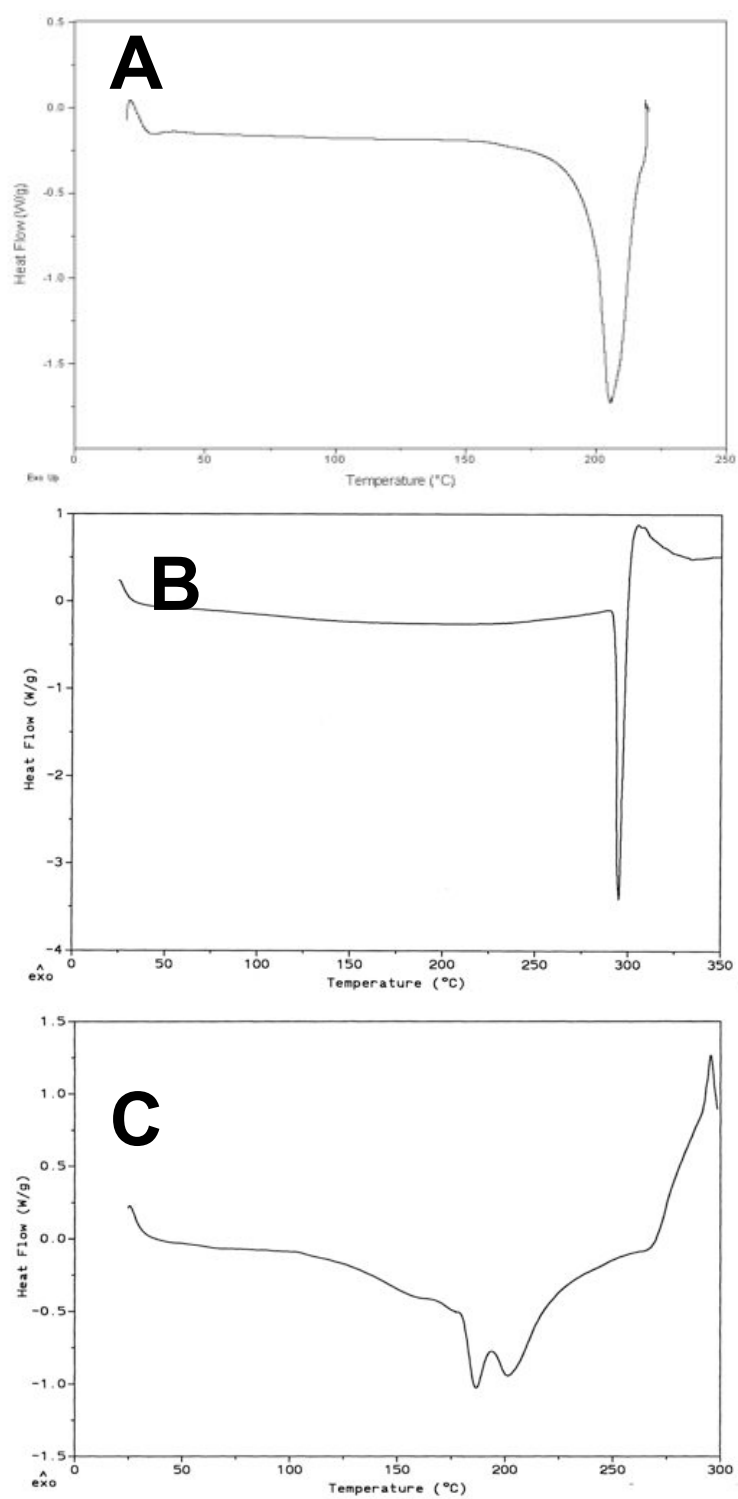 0.5
A
0.0
-0.5
-1.0
-1.5
Heat Flow (W/g)
0 50 100 150 200 250
Exo Up
Temperature (°C)
1
B
0
-1
-2
-3
-4
Heat Flow (W/g)
0 50 100 150 200 250 300 350
^
exo
Temperature (°C)
1.5
1.0
C
0.5
0.0
-0.5
-1.0
-1.5
Heat Flow (W/g)
0 50 100 150 200 250 300
^
exo
Temperature (°C)